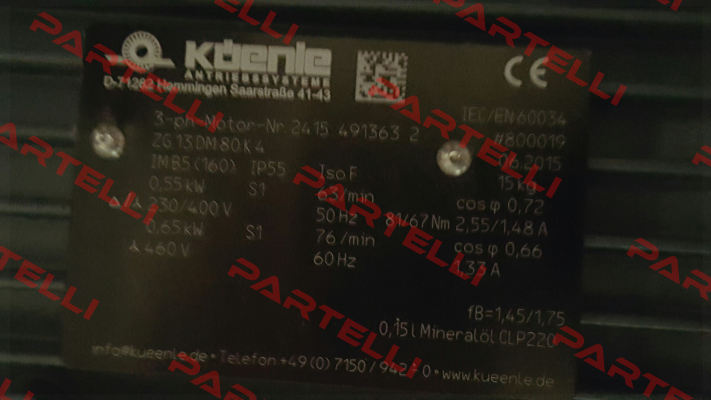 Küenle
ANTRIEBSSYSTEME
D-71282 Hemmingen Saarstraße 41-43
CE
3-ph-Motor-Nr. 2415 491363 2 IEC/EN 60034
ZG 13 DM 80 K 4 #800019
IM B5 (160) IP55 Iso F 06.2015
15 kg
0,55 kW S1 63/min cos φ 0,72
Δ/⅄ 230/400 V 50 Hz 81/67 Nm 2,55/1,48 A
0,65 kW S1 76/min cos φ 0,66
⅄ 460 V 60 Hz 1,33 A
fB=1,45/1,75
0,15 l Mineralöl CLP220
info@kueenle.de • Telefon +49 (0) 7150 / 942 - 0 • www.kueenle.de
PARTELLI
PARTELLI
PARTELLI
PARTELLI
PARTELLI
PARTELLI
PARTELLI
PARTELLI